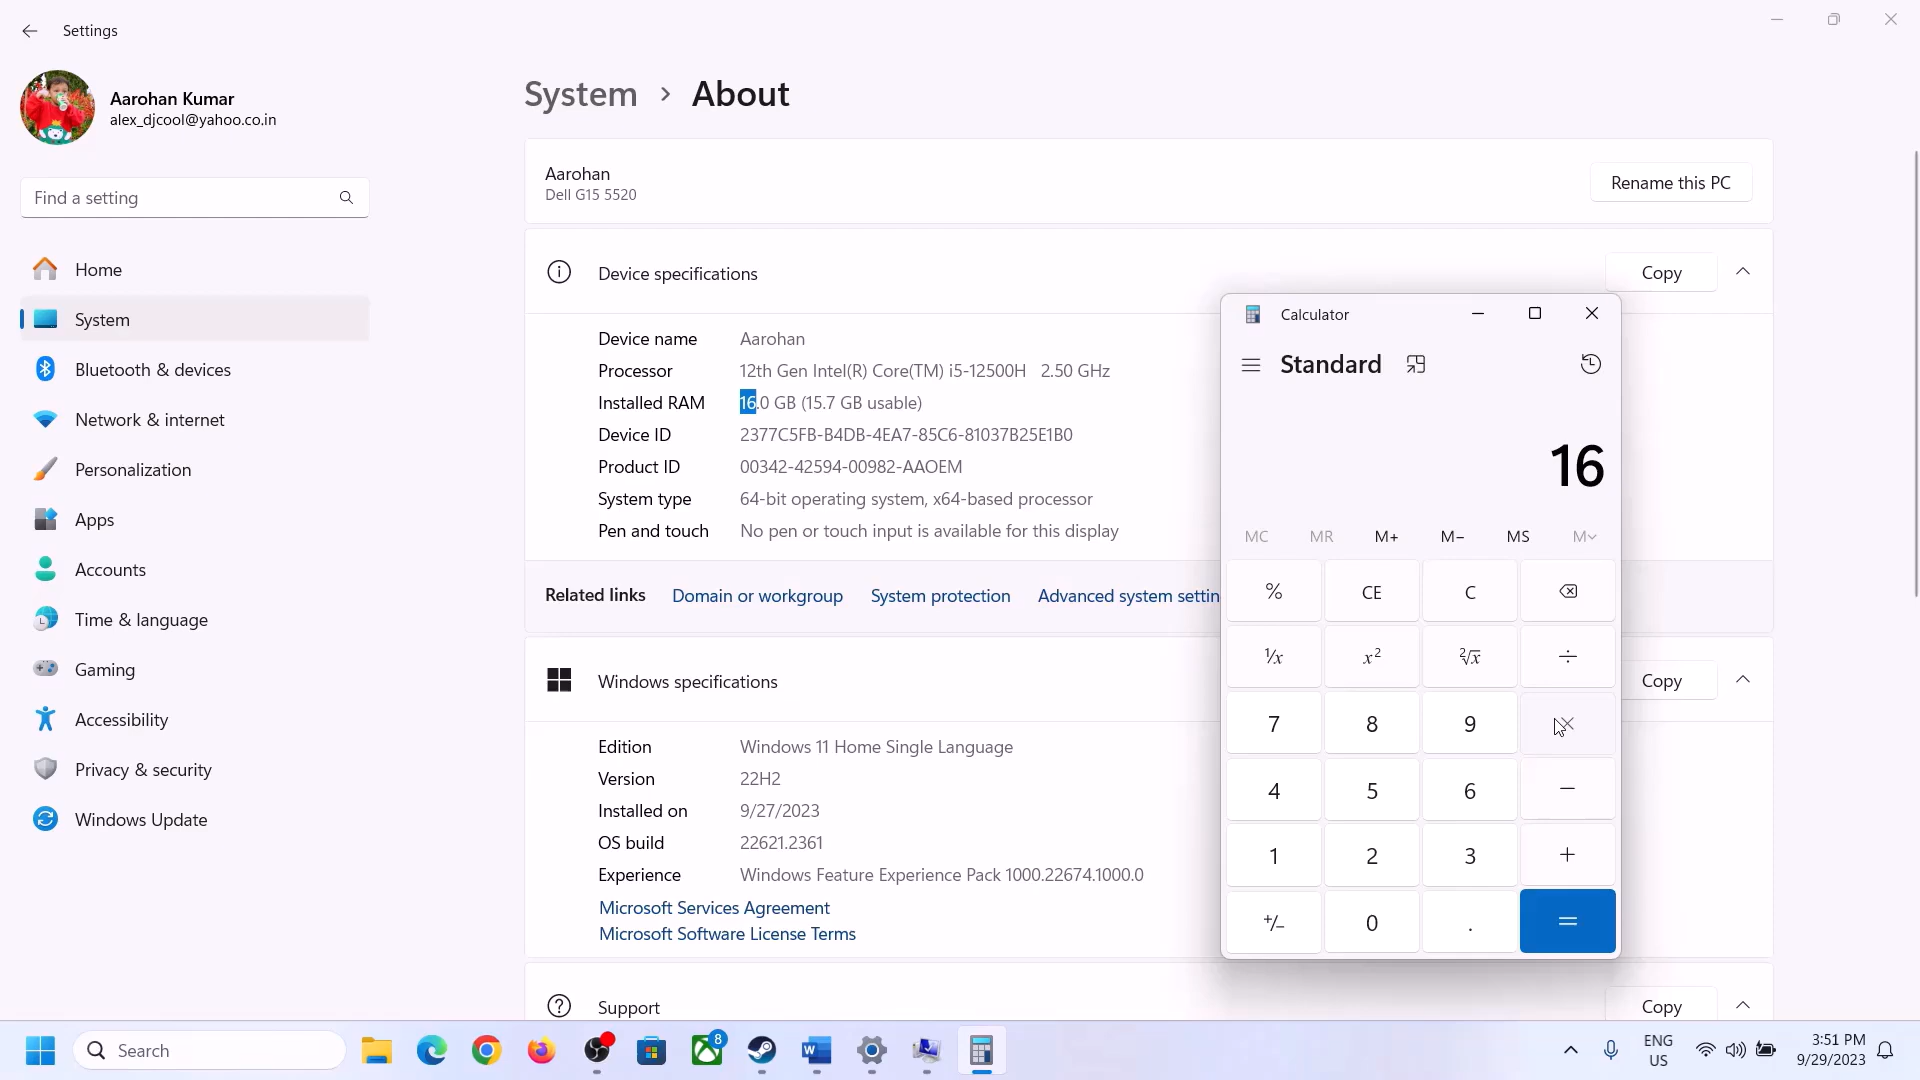 Settings
Aarohan Kumar
alex_djcool@yahoo.co.in
Find a setting
Home
System
Bluetooth & devices
Network & internet
Personalization
Apps
Accounts
Time & language
Gaming
Accessibility
Privacy & security
Windows Update
System > About
Aarohan
Dell G15 5520
Rename this PC
Device specifications
Copy
Device name Aarohan
Processor 12th Gen Intel(R) Core(TM) i5-12500H 2.50 GHz
Installed RAM 16.0 GB (15.7 GB usable)
Device ID 2377C5FB-B4DB-4EA7-85C6-81037B25E1B0
Product ID 00342-42594-00982-AAOEM
System type 64-bit operating system, x64-based processor
Pen and touch No pen or touch input is available for this display
Related links Domain or workgroup System protection Advanced system settin
Windows specifications
Copy
Edition Windows 11 Home Single Language
Version 22H2
Installed on 9/27/2023
OS build 22621.2361
Experience Windows Feature Experience Pack 1000.22674.1000.0
Microsoft Services Agreement
Microsoft Software License Terms
Support
Copy
Calculator
Standard
16
MC MR M+ M− MS M
% CE C
1/x x² ²√x ÷
7 8 9 ×
4 5 6 −
1 2 3 +
+/− 0 . =
Search
8
ENG
US
3:51 PM
9/29/2023